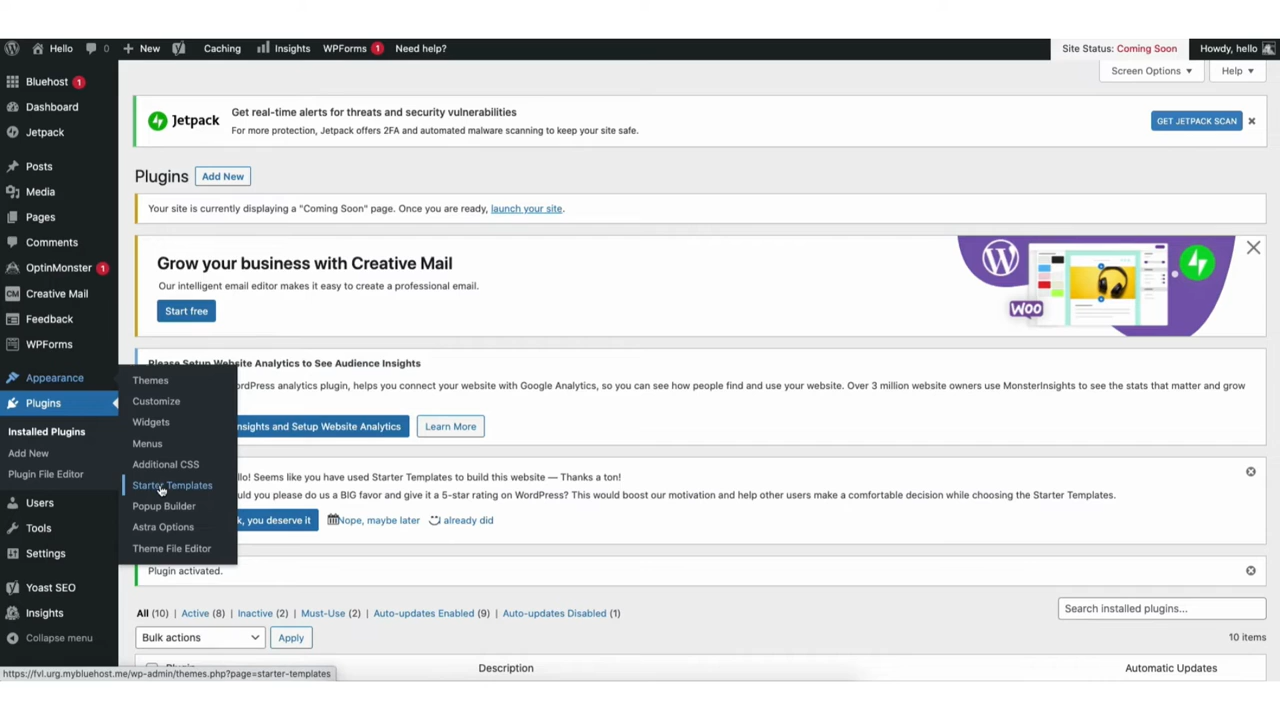 Hello
0
New
Caching
Insights
WPForms 1
Need help?
Site Status: Coming Soon
Howdy, hello
Screen Options
Help
Bluehost 1
Dashboard
Jetpack
Posts
Media
Pages
Comments
OptinMonster 1
CM Creative Mail
Feedback
WPForms
Appearance
Plugins
Installed Plugins
Add New
Plugin File Editor
Users
Tools
Settings
Yoast SEO
Insights
Collapse menu
Themes
Customize
Widgets
Menus
Additional CSS
Starter Templates
Popup Builder
Astra Options
Theme File Editor
Jetpack
Get real-time alerts for threats and security vulnerabilities
For more protection, Jetpack offers 2FA and automated malware scanning to keep your site safe.
GET JETPACK SCAN
Plugins
Add New
Your site is currently displaying a "Coming Soon" page. Once you are ready, launch your site.
Grow your business with Creative Mail
Our intelligent email editor makes it easy to create a professional email.
Start free
Woo
Please Setup Website Analytics to See Audience Insights
rdPress analytics plugin, helps you connect your website with Google Analytics, so you can see how people find and use your website. Over 3 million website owners use MonsterInsights to see the stats that matter and grow
nsights and Setup Website Analytics
Learn More
llo! Seems like you have used Starter Templates to build this website — Thanks a ton!
uld you please do us a BIG favor and give it a 5-star rating on WordPress? This would boost our motivation and help other users make a comfortable decision while choosing the Starter Templates.
k, you deserve it
Nope, maybe later
I already did
Plugin activated.
All (10) | Active (8) | Inactive (2) | Must-Use (2) | Auto-updates Enabled (9) | Auto-updates Disabled (1)
Search installed plugins...
Bulk actions
Apply
10 items
Plugin
Description
Automatic Updates
https://fvl.urg.mybluehost.me/wp-admin/themes.php?page=starter-templates